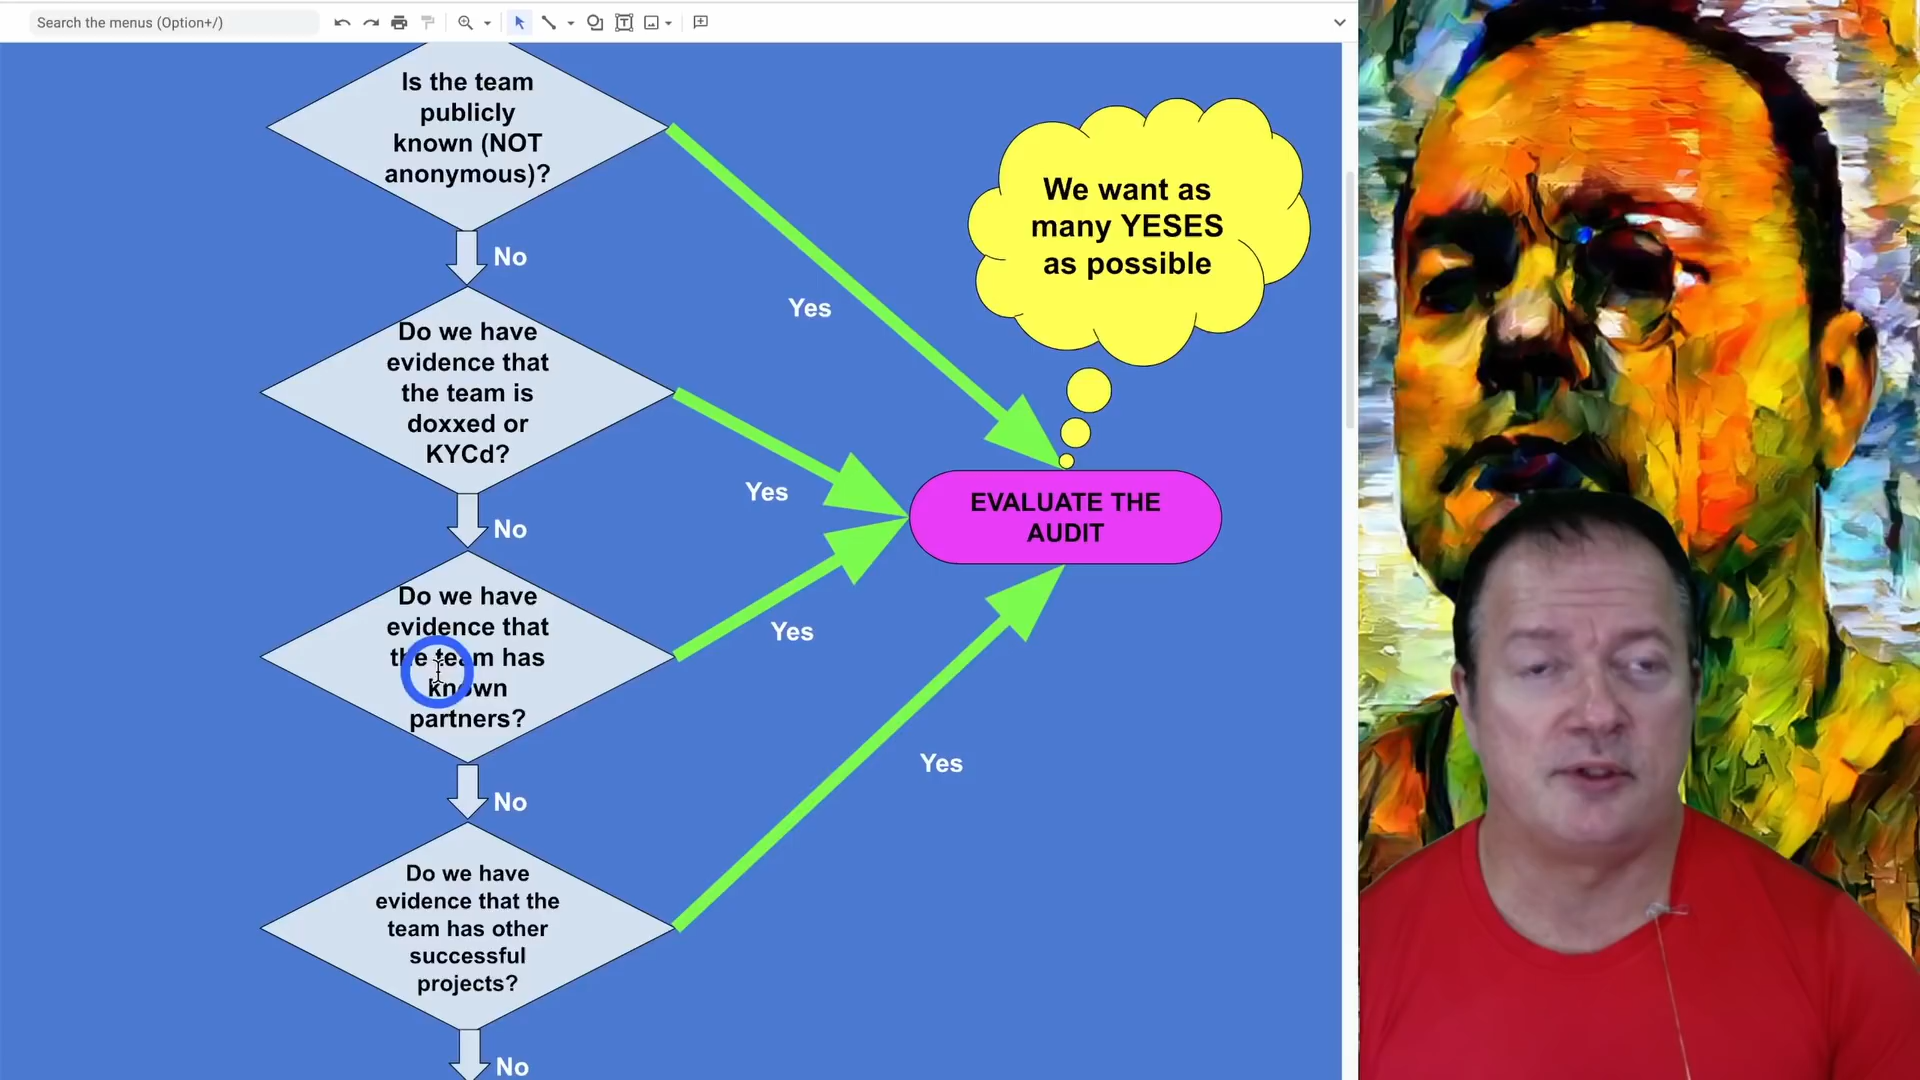 Search the menus (Option+/)
Is the team
publicly
known (NOT
anonymous)?
No
Yes
We want as
many YESES
as possible
Do we have
evidence that
the team is
doxxed or
KYCd?
No
Yes
EVALUATE THE
AUDIT
Do we have
evidence that
the team has
known
partners?
No
Yes
Do we have
evidence that the
team has other
successful
projects?
Yes
No